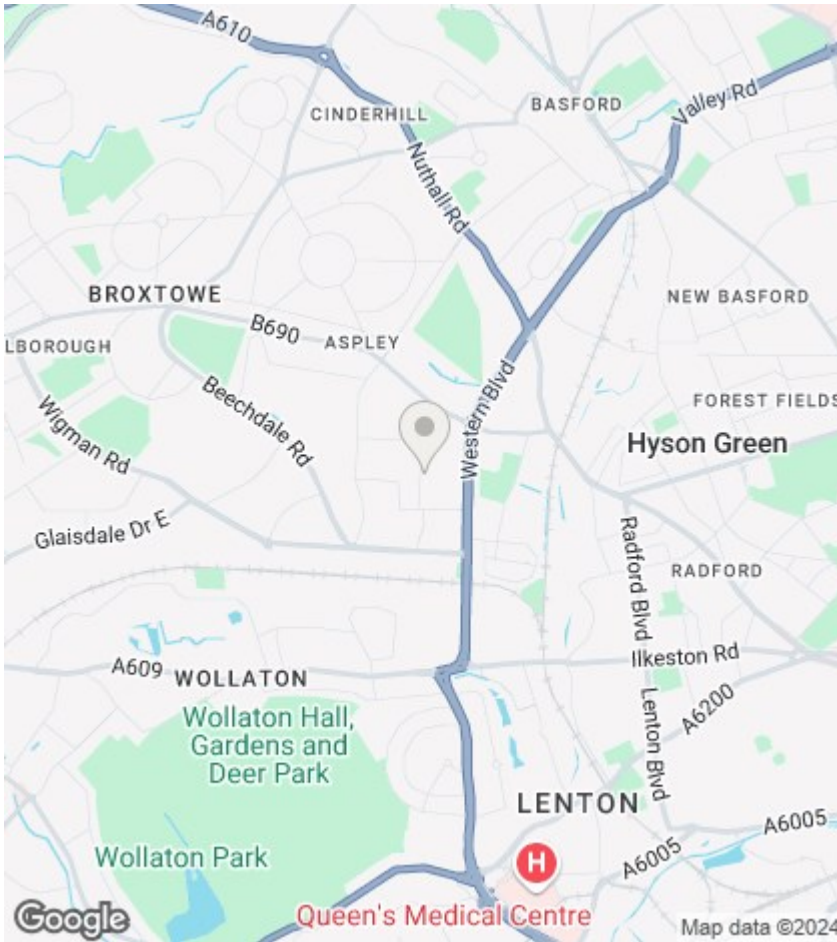 A610
CINDERHILL
BASFORD
Valley Rd
Nuthall Rd
BROXTOWE
NEW BASFORD
B690
ASPLEY
LBOROUGH
Western Blvd
Beechdale Rd
FOREST FIELDS
Wigman Rd
Hyson Green
Glaisdale Dr E
Radford Blvd
RADFORD
Ilkeston Rd
A609
WOLLATON
Lenton Blvd
A6200
Wollaton Hall,
Gardens and
Deer Park
LENTON
A6005
A6005
Wollaton Park
H
Queen's Medical Centre
Google
Map data ©2024